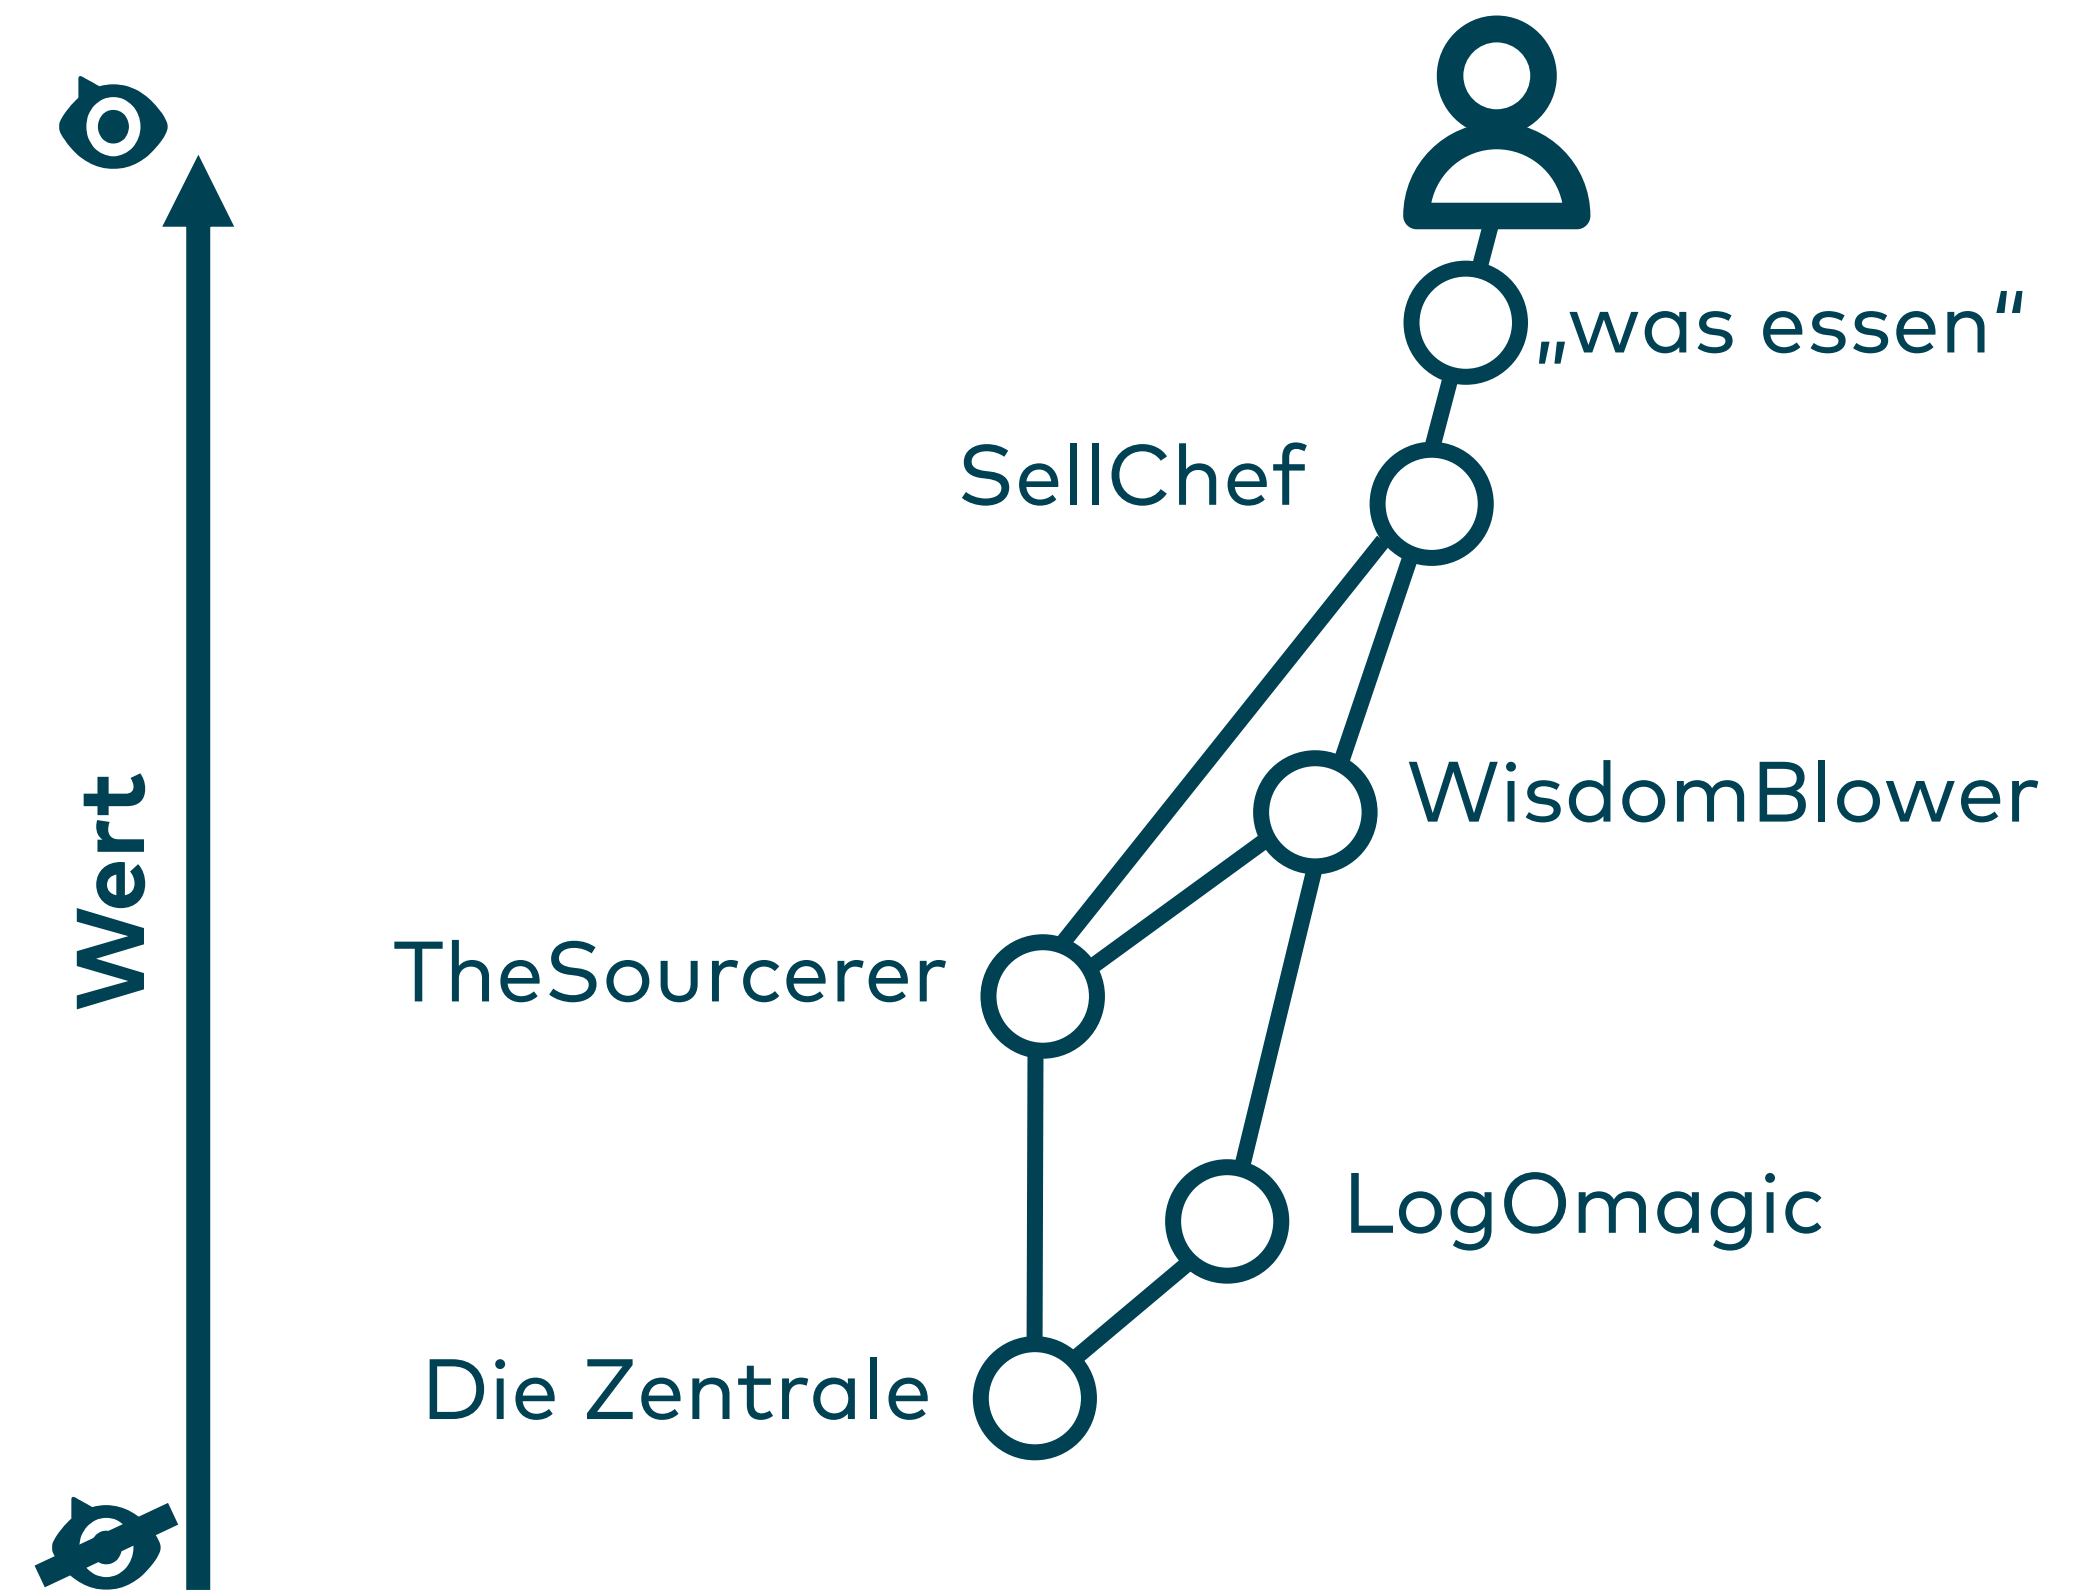 „was essen“
SellChef
WisdomBlower
Wert
TheSourcerer
LogOmagic
Die Zentrale